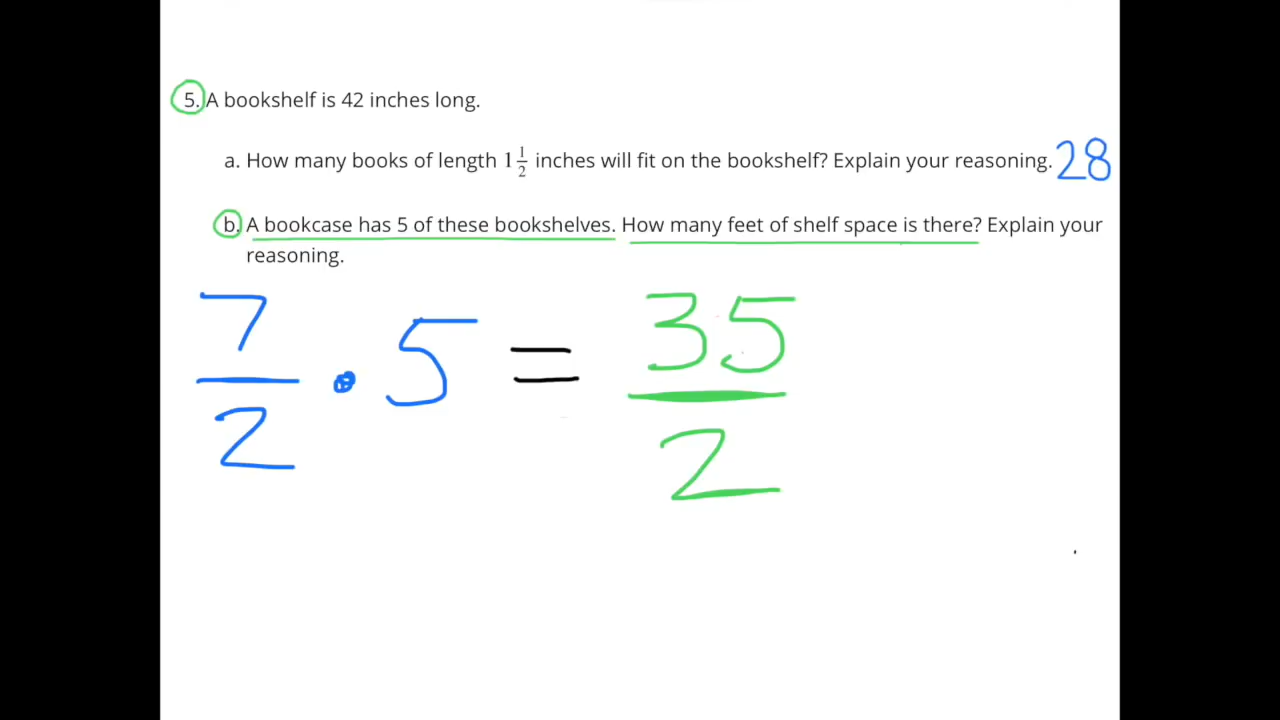 5. A bookshelf is 42 inches long.
a. How many books of length 1 1/2 inches will fit on the bookshelf? Explain your reasoning. 28
b. A bookcase has 5 of these bookshelves. How many feet of shelf space is there? Explain your
reasoning.
7/2 · 5 = 35/2